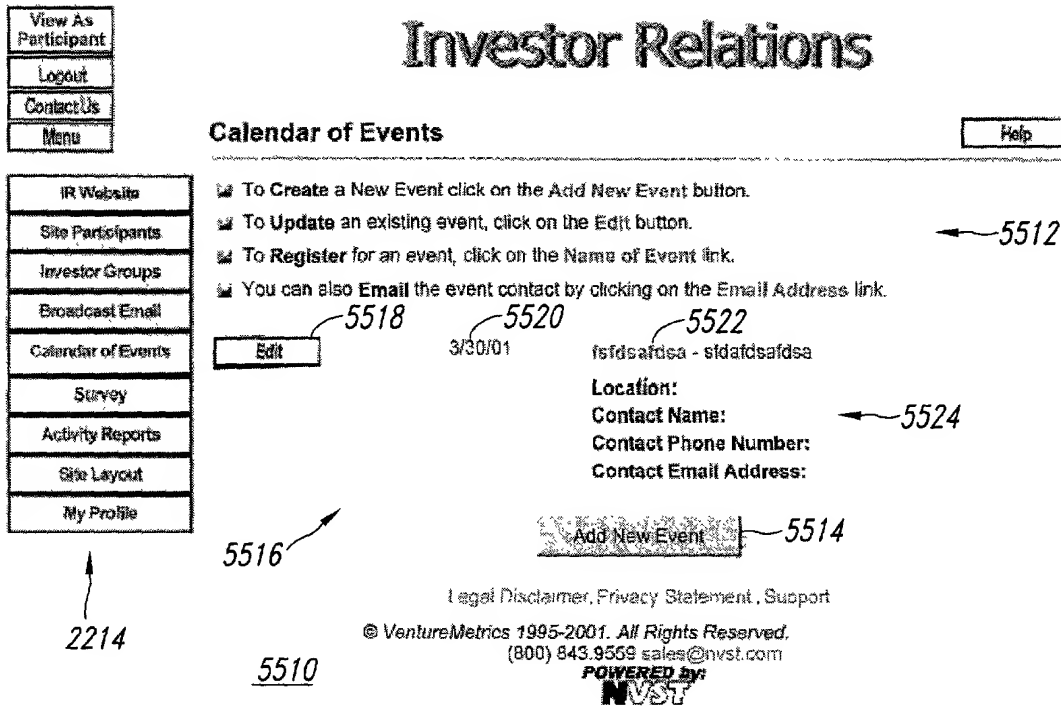 View As
Participant
Logout
Contact Us
Menu
Investor Relations
Calendar of Events
Help
IR Website
Site Participants
Investor Groups
Broadcast Email
Calendar of Events
Survey
Activity Reports
Site Layout
My Profile
2214
To Create a New Event click on the Add New Event button.
To Update an existing event, click on the Edit button.
To Register for an event, click on the Name of Event link.
You can also Email the event contact by clicking on the Email Address link.
5512
5518
5520
5522
Edit
3/30/01
fsfdsafdsa - sfdafdsafdsa
Location:
Contact Name:
Contact Phone Number:
Contact Email Address:
5524
5516
Add New Event
5514
Legal Disclaimer, Privacy Statement, Support
© VentureMetrics 1995-2001. All Rights Reserved.
(800) 843.9559 sales@nvst.com
POWERED by:
NVST
5510